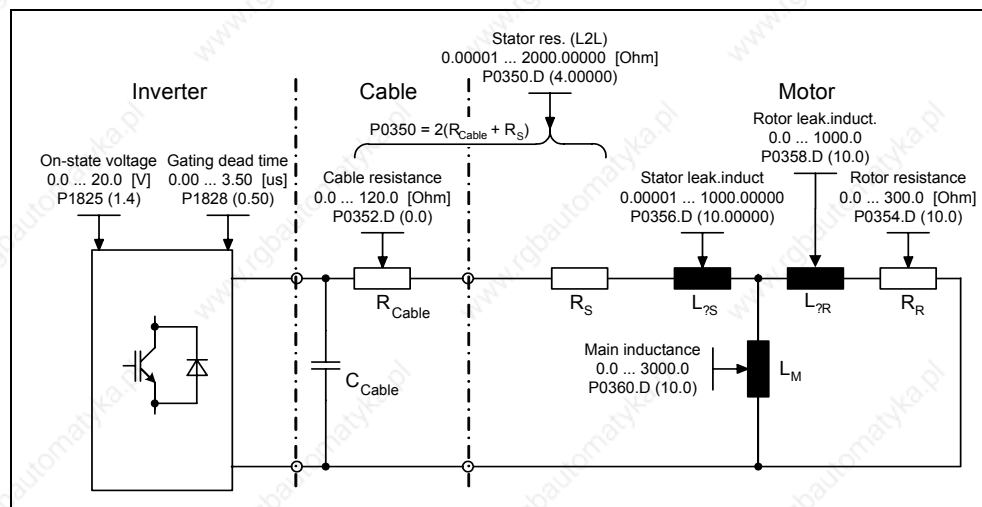 Stator res. (L2L)
0.00001 ... 2000.00000 [Ohm]
P0350.D (4.00000)
Inverter
Cable
Motor
P0350 = 2(R_Cable + R_S)
Rotor leak.induct.
0.0 ... 1000.0
P0358.D (10.0)
On-state voltage
0.0 ... 20.0 [V]
P1825 (1.4)
Gating dead time
0.00 ... 3.50 [us]
P1828 (0.50)
Cable resistance
0.0 ... 120.0 [Ohm]
P0352.D (0.0)
Stator leak.induct
0.00001 ... 1000.00000
P0356.D (10.00000)
Rotor resistance
0.0 ... 300.0 [Ohm]
P0354.D (10.0)
R_Cable
R_S
L_?S
L_?R
R_R
C_Cable
Main inductance
0.0 ... 3000.0
P0360.D (10.0)
L_M
www.rgbautomatyka.pl